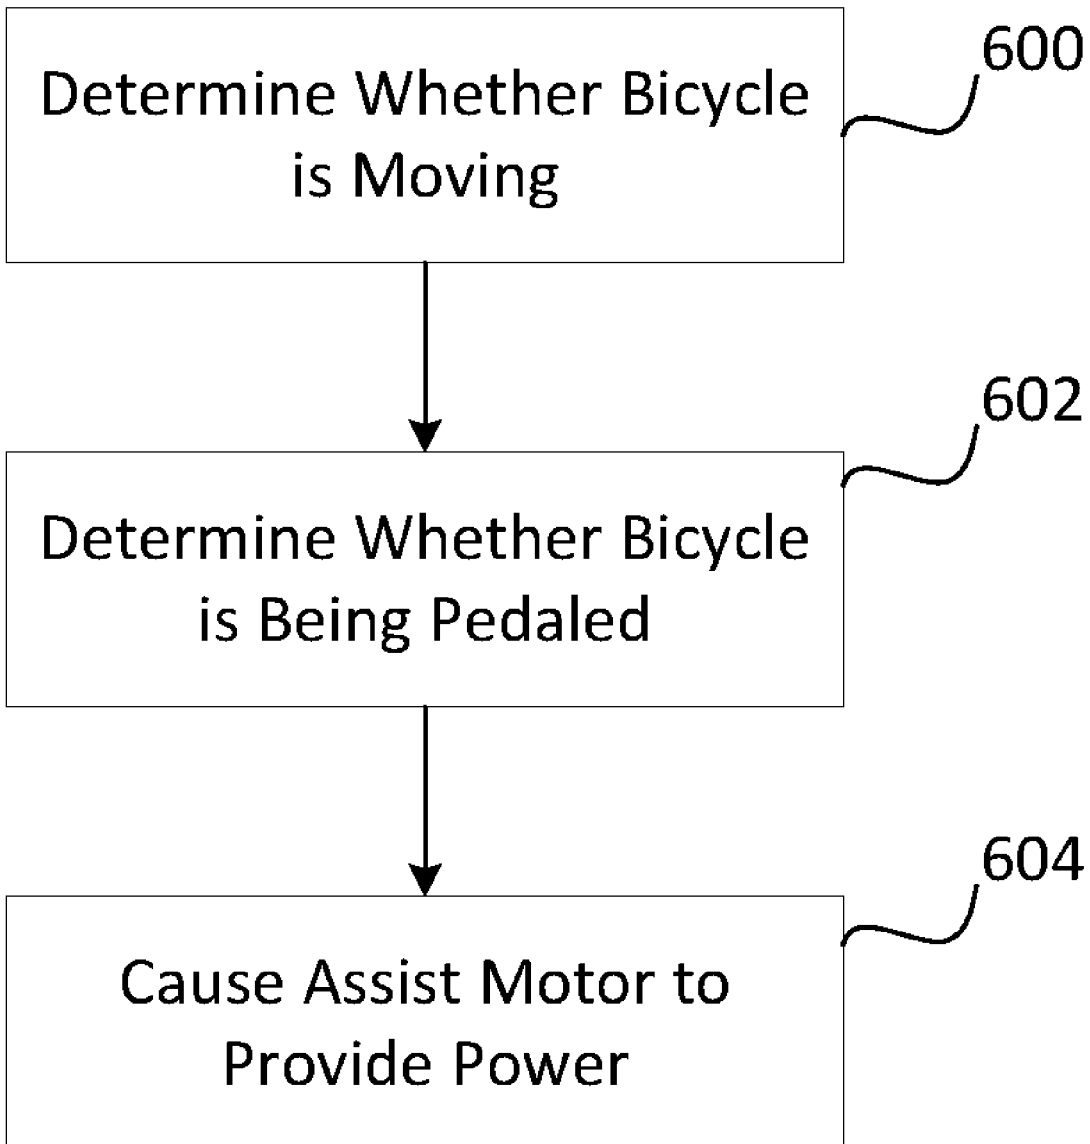 Determine Whether Bicycle
is Moving
600
Determine Whether Bicycle
is Being Pedaled
602
Cause Assist Motor to
Provide Power
604